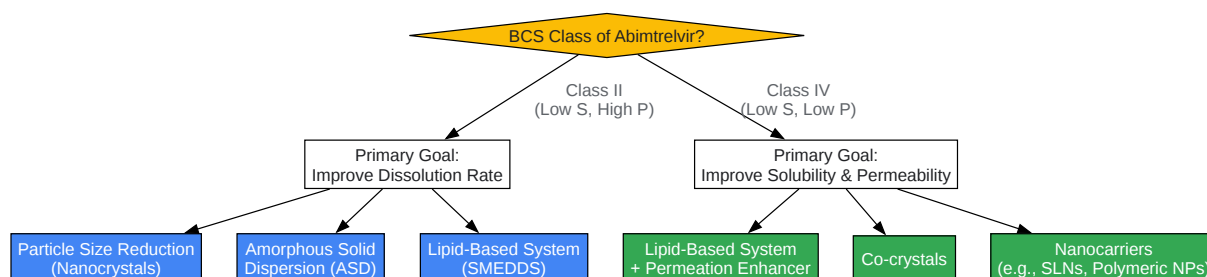 BCS Class of Abimtrelvir?
Class II
(Low S, High P)
Class IV
(Low S, Low P)
Primary Goal:
Improve Dissolution Rate
Primary Goal:
Improve Solubility & Permeability
Particle Size Reduction
(Nanocrystals)
Amorphous Solid
Dispersion (ASD)
Lipid-Based System
(SMEDDS)
Lipid-Based System
+ Permeation Enhancer
Co-crystals
Nanocarriers
(e.g., SLNs, Polymeric NPs)